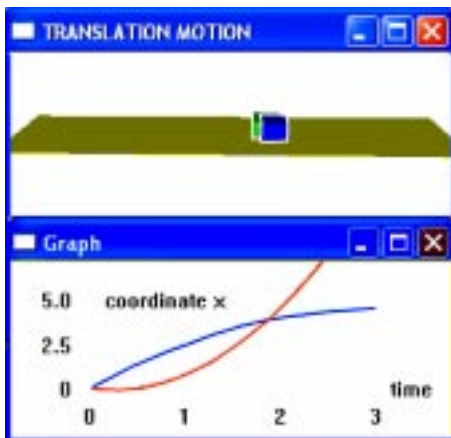 TRANSLATION MOTION
Graph
5.0 coordinate x
2.5
0 time
0 1 2 3